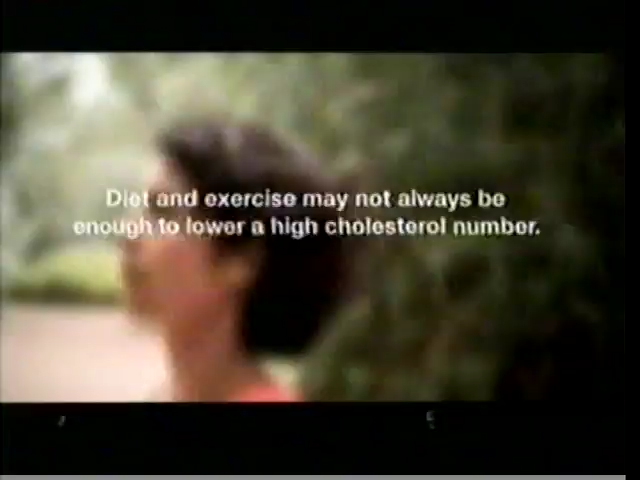 Diet and exercise may not always be
enough to lower a high cholesterol number.